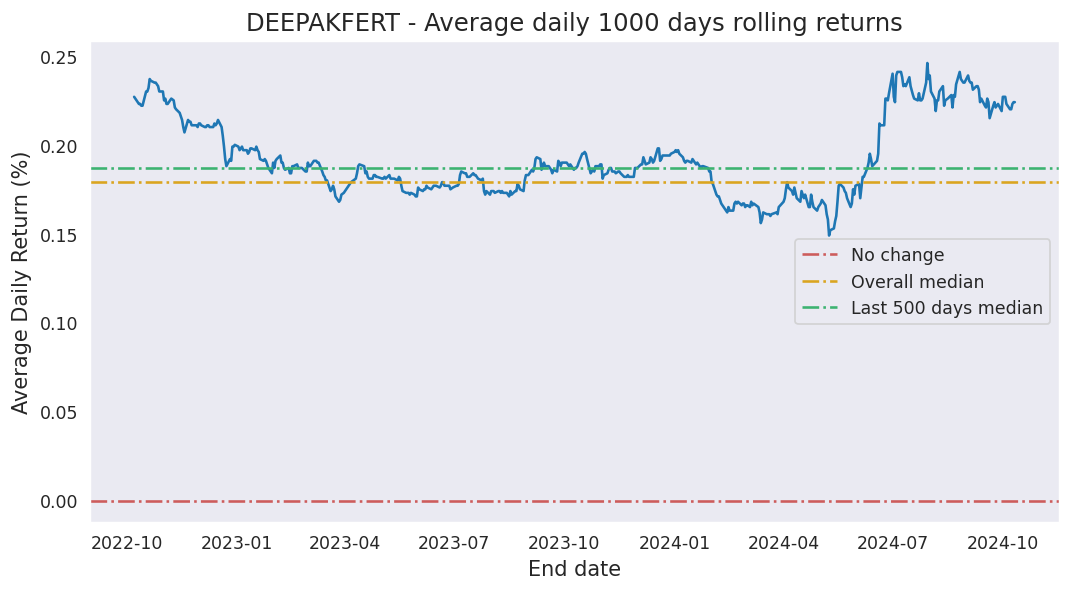 DEEPAKFERT - Average daily 1000 days rolling returns
Average Daily Return (%)
0.25
0.20
0.15
0.10
0.05
0.00
No change
Overall median
Last 500 days median
2022-10 2023-01 2023-04 2023-07 2023-10 2024-01 2024-04 2024-07 2024-10
End date